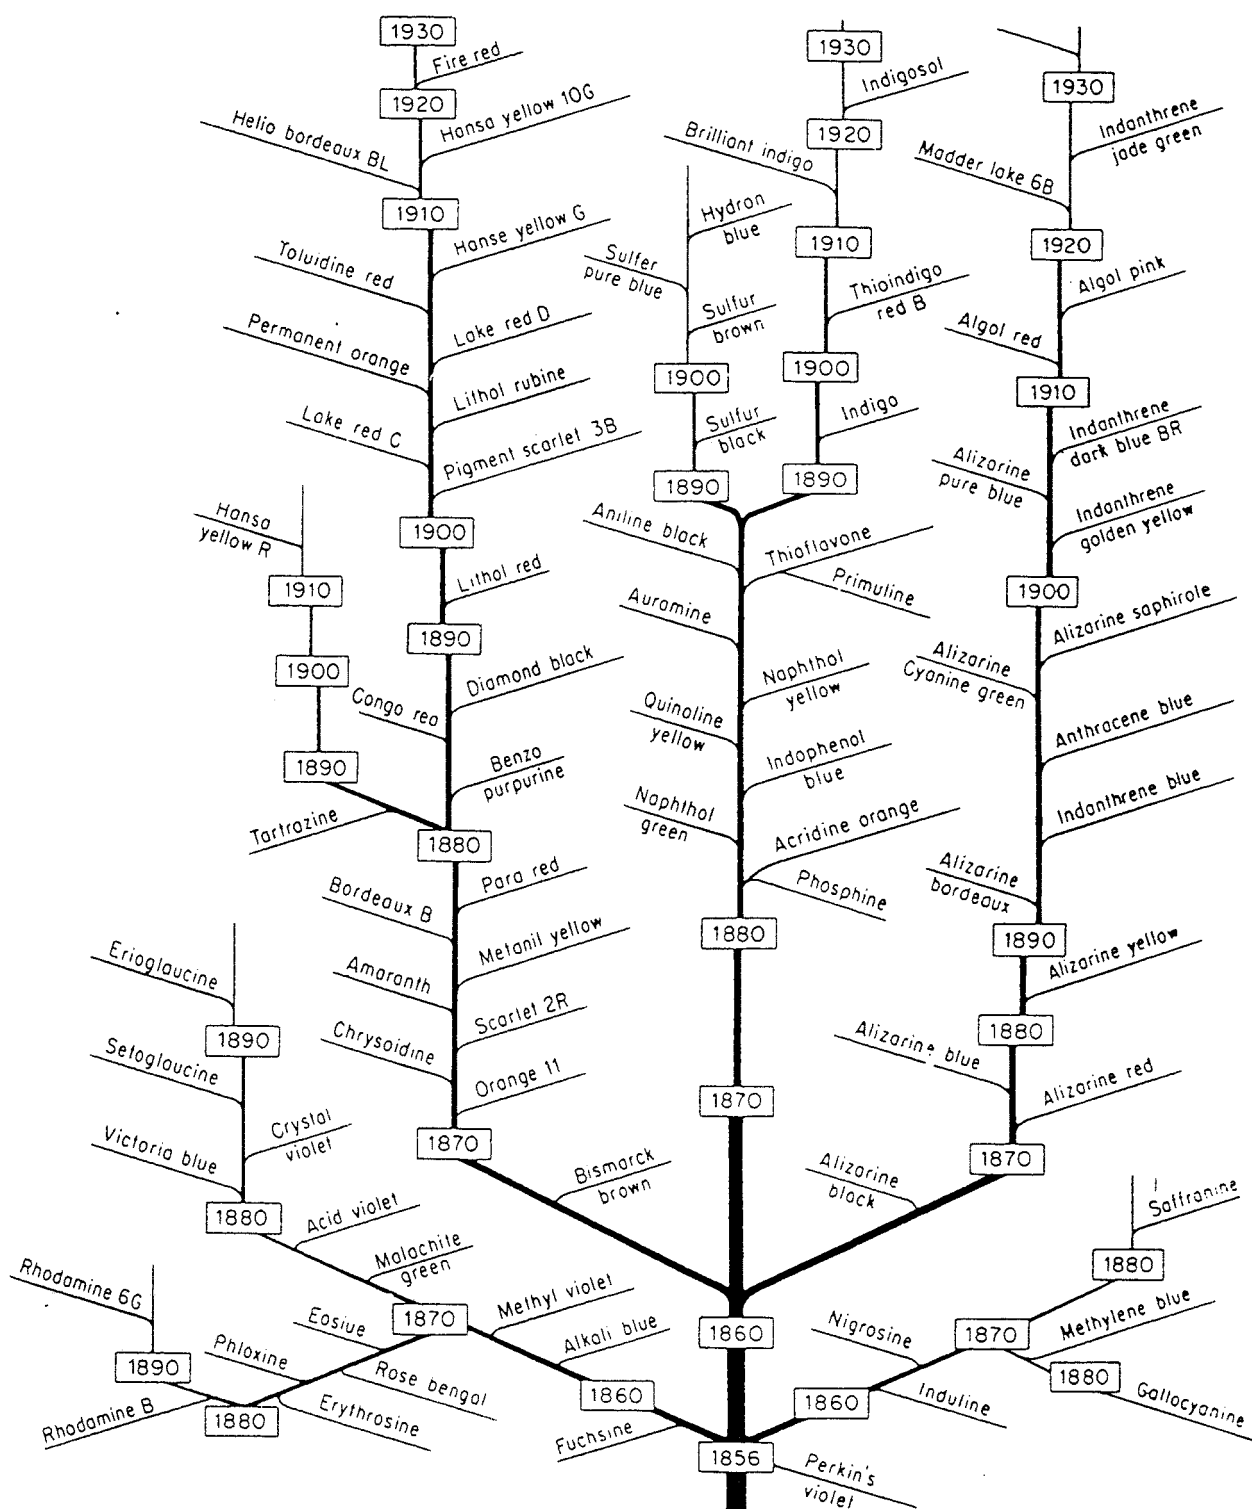 1930
Fire red
1920
Helio bordeaux BL
Hansa yellow 10G
1910
Toluidine red
Hanse yellow G
Permanent orange
Lake red D
Lake red C
Lithol rubine
Pigment scarlet 3B
1900
Lithol red
1890
Hansa
yellow R
1910
1900
1890
Tartrazine
Congo red
Diamond black
Benzo
purpurine
1880
Bordeaux B
Para red
Amaranth
Metanil yellow
Chrysoidine
Scarlet 2R
Orange 11
1870
Bismarck
brown
Erioglaucine
1890
Setoglaucine
Victoria blue
Crystal
violet
1880
Acid violet
Malachite
green
1870
Methyl violet
Alkali blue
1860
Fuchsine
Rhodamine 6G
1890
Rhodamine B
1880
Phloxine
Eosiue
Rose bengal
Erythrosine
1930
Indigosol
1920
Brilliant indigo
1910
Thioindigo
red B
1900
Indigo
1890
Hydron
blue
Sulfer
pure blue
Sulfur
brown
1900
Sulfur
black
1890
Aniline black
Thioflavone
Primuline
Auramine
Naphthol
yellow
Quinoline
yellow
Indophenol
blue
Naphthol
green
Acridine orange
Phosphine
1880
1870
1860
1856
Perkin's
violet
1930
Indanthrene
jade green
Madder lake 6B
1920
Algol pink
Algol red
1910
Indanthrene
dark blue BR
Alizarine
pure blue
Indanthrene
golden yellow
1900
Alizarine saphirole
Alizarine
Cyanine green
Anthracene blue
Indanthrene blue
Alizarine
bordeaux
1890
Alizarine yellow
1880
Alizarine blue
Alizarine red
1870
Alizarine
black
Saffranine
1880
Methylene blue
1870
Nigrosine
1880
Gallocyanine
Induline
1860